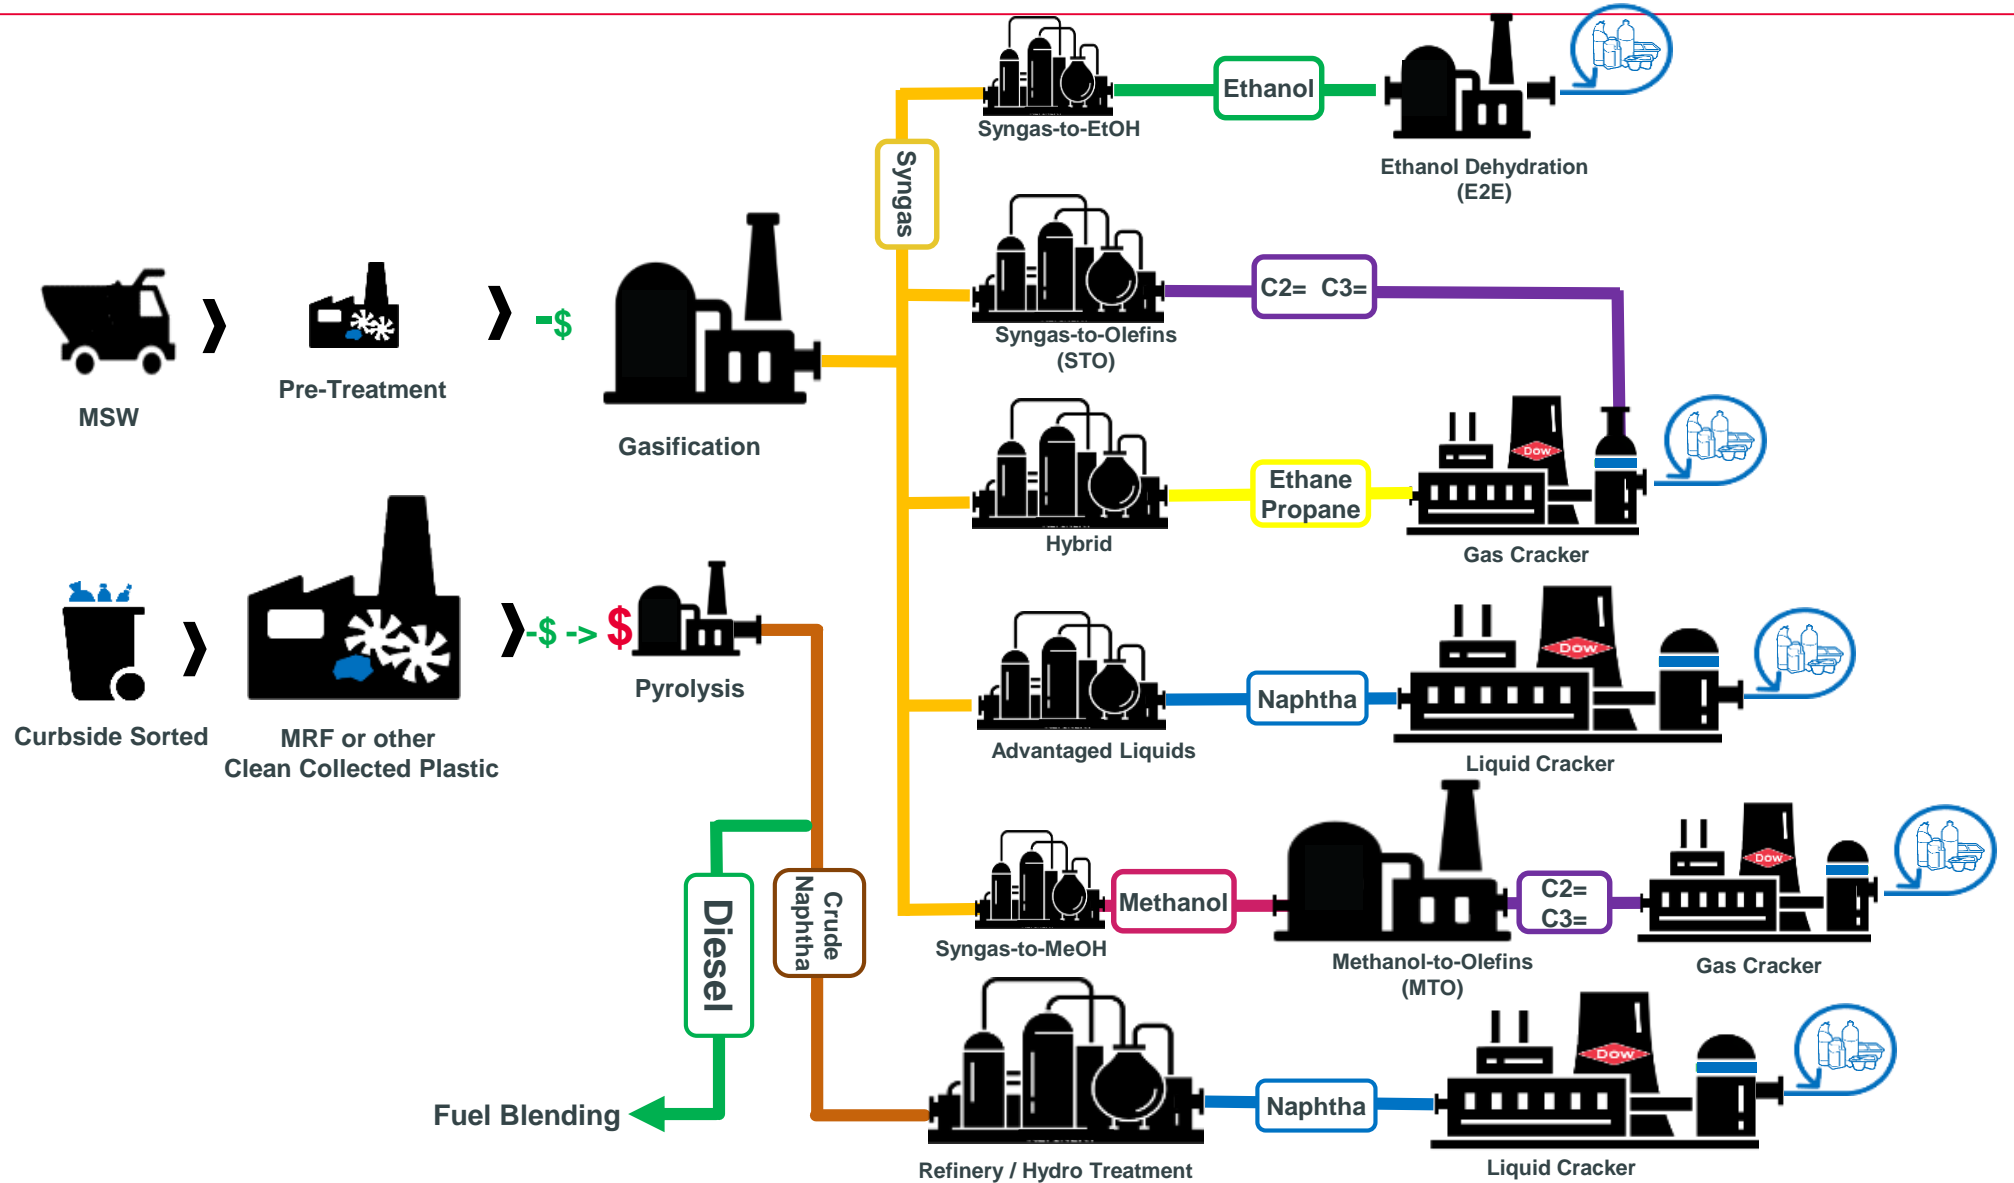 Syngas-to-EtOH
Ethanol
Ethanol Dehydration
(E2E)
Syngas
MSW
Pre-Treatment
-$
Gasification
Syngas-to-Olefins
(STO)
C2= C3=
Hybrid
Ethane
Propane
Dow
Gas Cracker
Curbside Sorted
MRF or other
Clean Collected Plastic
-$ -> $
Pyrolysis
Advantaged Liquids
Naphtha
Dow
Liquid Cracker
Syngas-to-MeOH
Methanol
Methanol-to-Olefins
(MTO)
C2=
C3=
Dow
Gas Cracker
Diesel
Crude
Naphtha
Fuel Blending
Refinery / Hydro Treatment
Naphtha
Dow
Liquid Cracker